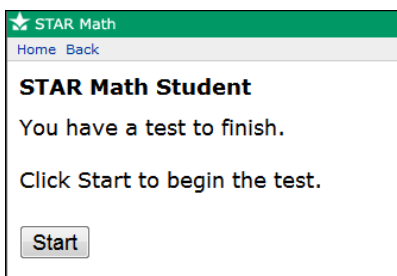 STAR Math
Home Back
STAR Math Student
You have a test to finish.
Click Start to begin the test.
Start